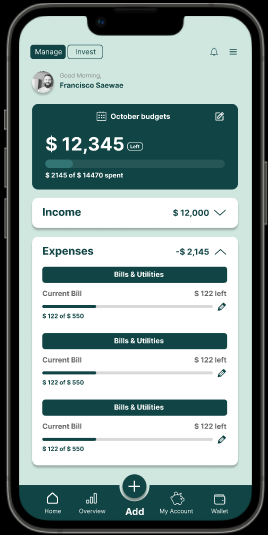 Manage Invest
Good Morning,
Francisco Saewae
October budgets
$ 12,345 Left
$ 2145 of $ 14470 spent
Income $ 12,000
Expenses -$ 2,145
Bills & Utilities
Current Bill $ 122 left
$ 122 of $ 550
Bills & Utilities
Current Bill $ 122 left
$ 122 of $ 550
Bills & Utilities
Current Bill $ 122 left
$ 122 of $ 550
Home Overview Add My Account Wallet